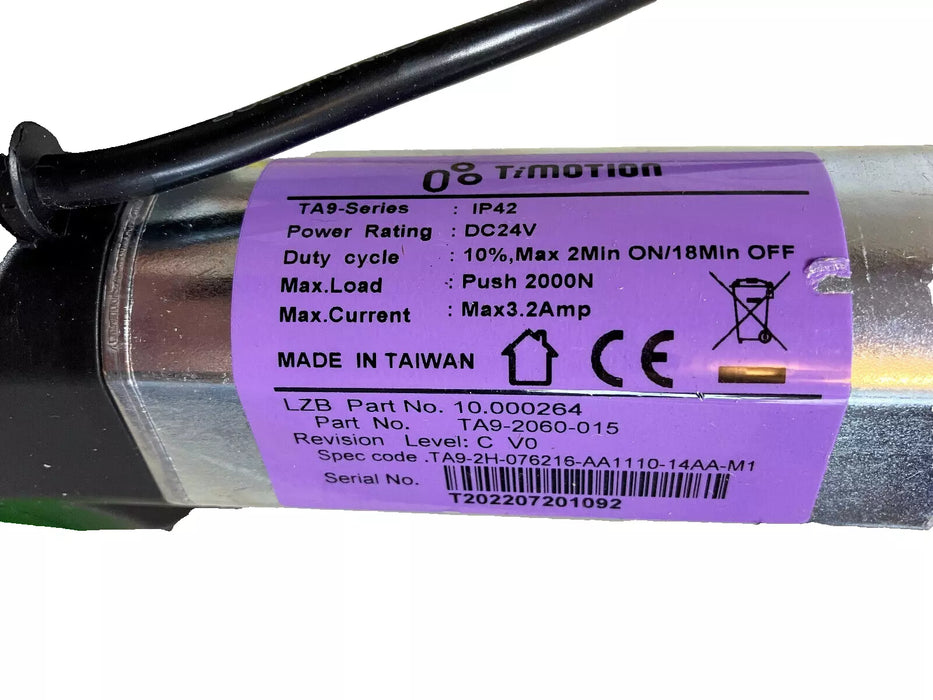 TiMOTION
TA9-Series : IP42
Power Rating : DC24V
Duty cycle : 10%,Max 2Min ON/18Min OFF
Max.Load : Push 2000N
Max.Current : Max3.2Amp
MADE IN TAIWAN CE
LZB Part No. 10.000264
Part No. TA9-2060-015
Revision Level: C V0
Spec code .TA9-2H-076216-AA1110-14AA-M1
Serial No.
T202207201092